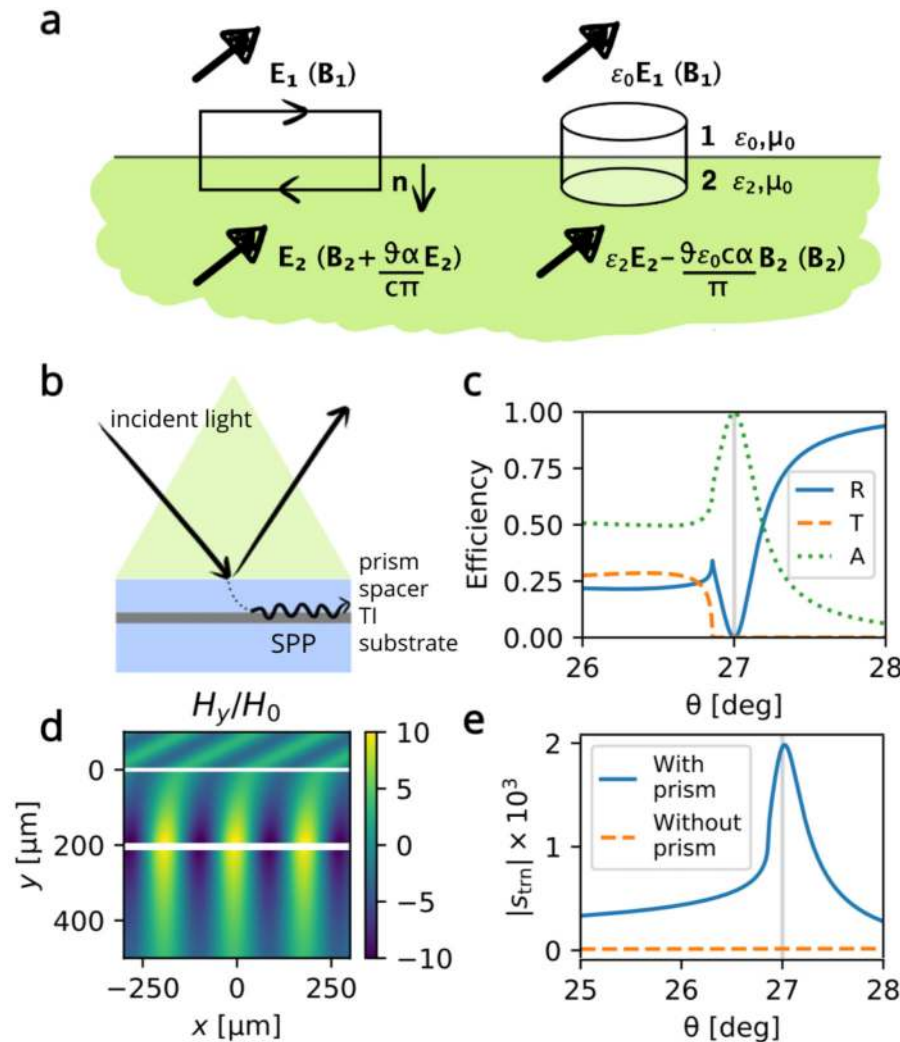 a
E₁ (B₁)
ε₀E₁ (B₁)
1 ε₀,μ₀
2 ε₂,μ₀
n
E₂ (B₂+ϑα/cπ E₂)
ε₂E₂−ϑε₀cα/π B₂ (B₂)
b
incident light
prism
spacer
TI
substrate
SPP
c
Efficiency
1.00
0.75
0.50
0.25
0.00
R
T
A
26
27
28
θ [deg]
d
H_y/H₀
y [μm]
0
200
400
−250
0
250
x [μm]
10
5
0
−5
−10
e
|s_trn| × 10³
2
1
0
With
prism
Without
prism
25
26
27
28
θ [deg]